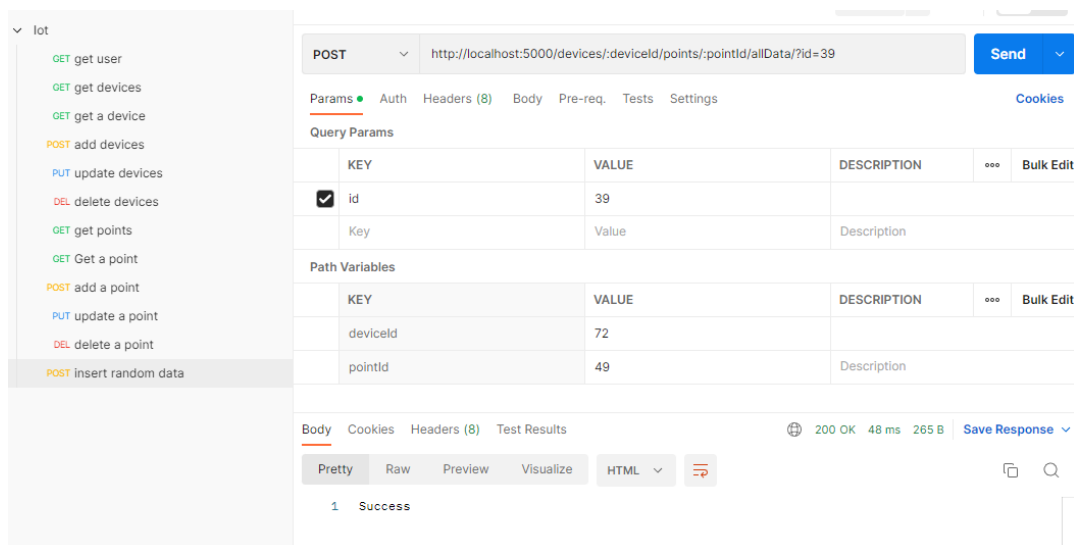 Iot
GET get user
GET get devices
GET get a device
POST add devices
PUT update devices
DEL delete devices
GET get points
GET Get a point
POST add a point
PUT update a point
DEL delete a point
POST insert random data
POST http://localhost:5000/devices/:deviceId/points/:pointId/allData/?id=39 Send
Params Auth Headers (8) Body Pre-req. Tests Settings Cookies
Query Params
KEY VALUE DESCRIPTION ooo Bulk Edit
id 39
Key Value Description
Path Variables
KEY VALUE DESCRIPTION ooo Bulk Edit
deviceId 72
pointId 49 Description
Body Cookies Headers (8) Test Results 200 OK 48 ms 265 B Save Response
Pretty Raw Preview Visualize HTML
1 Success